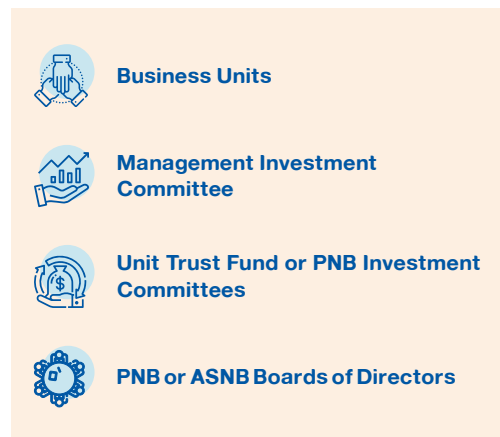 Business Units
Management Investment
Committee
Unit Trust Fund or PNB Investment
Committees
PNB or ASNB Boards of Directors